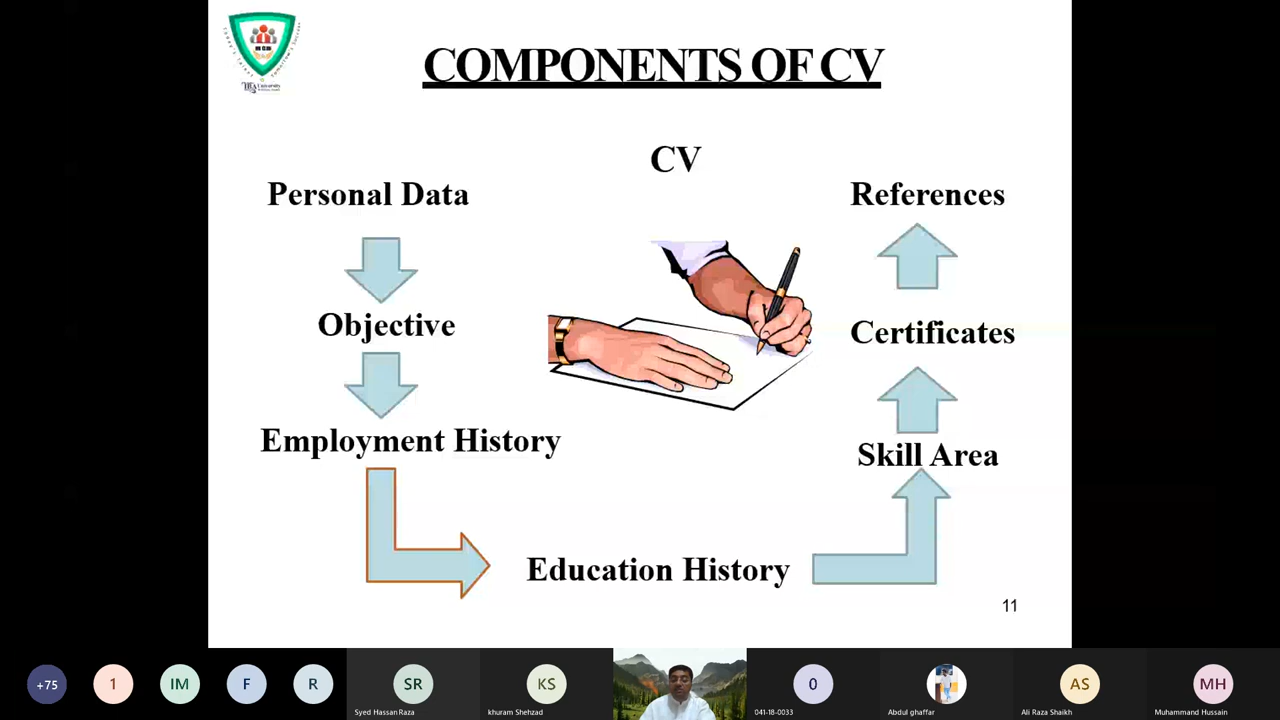 COMPONENTS OF CV
CV
Personal Data
References
Objective
Certificates
Employment History
Skill Area
Education History
11
+75
1
IM
F
R
SR
KS
0
AS
MH
Syed Hassan Raza
khuram Shehzad
041-18-0033
Abdul ghaffar
Ali Raza Shaikh
Muhammand Hussain